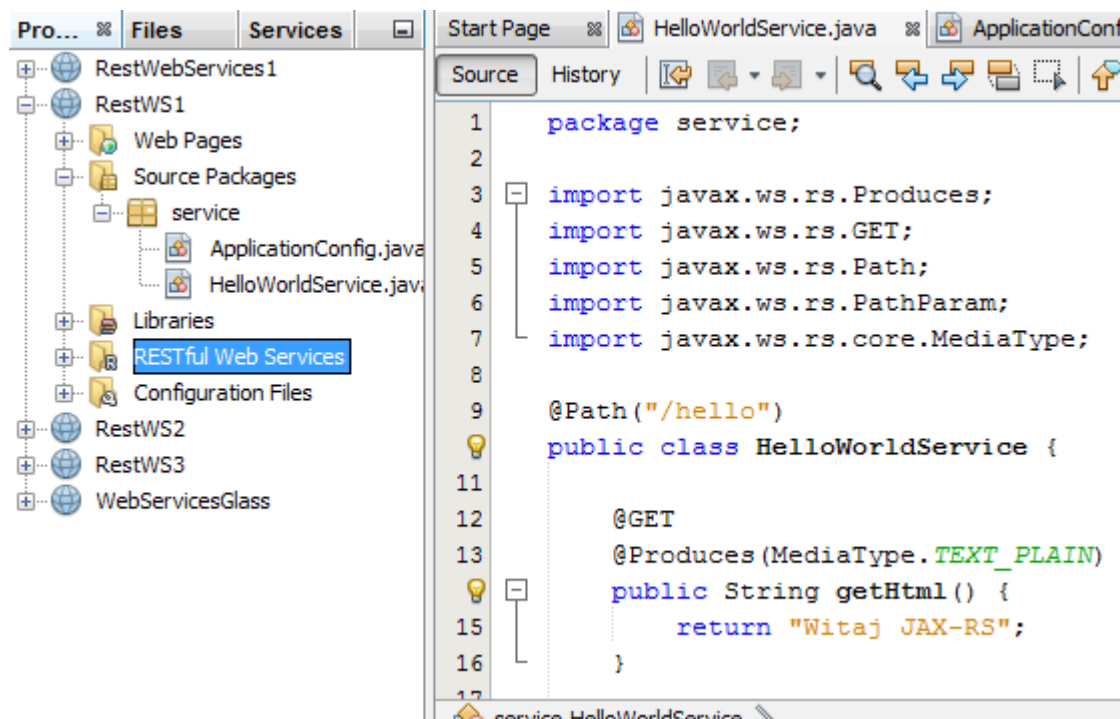 Pro... Files Services
RestWebServices1
RestWS1
Web Pages
Source Packages
service
ApplicationConfig.java
HelloWorldService.java
Libraries
RESTful Web Services
Configuration Files
RestWS2
RestWS3
WebServicesGlass
Start Page HelloWorldService.java ApplicationConf
Source History
1 package service;
2
3 import javax.ws.rs.Produces;
4 import javax.ws.rs.GET;
5 import javax.ws.rs.Path;
6 import javax.ws.rs.PathParam;
7 import javax.ws.rs.core.MediaType;
8
9 @Path("/hello")
public class HelloWorldService {
11
12 @GET
13 @Produces(MediaType.TEXT_PLAIN)
public String getHtml() {
15 return "Witaj JAX-RS";
16 }
17
service.HelloWorldService